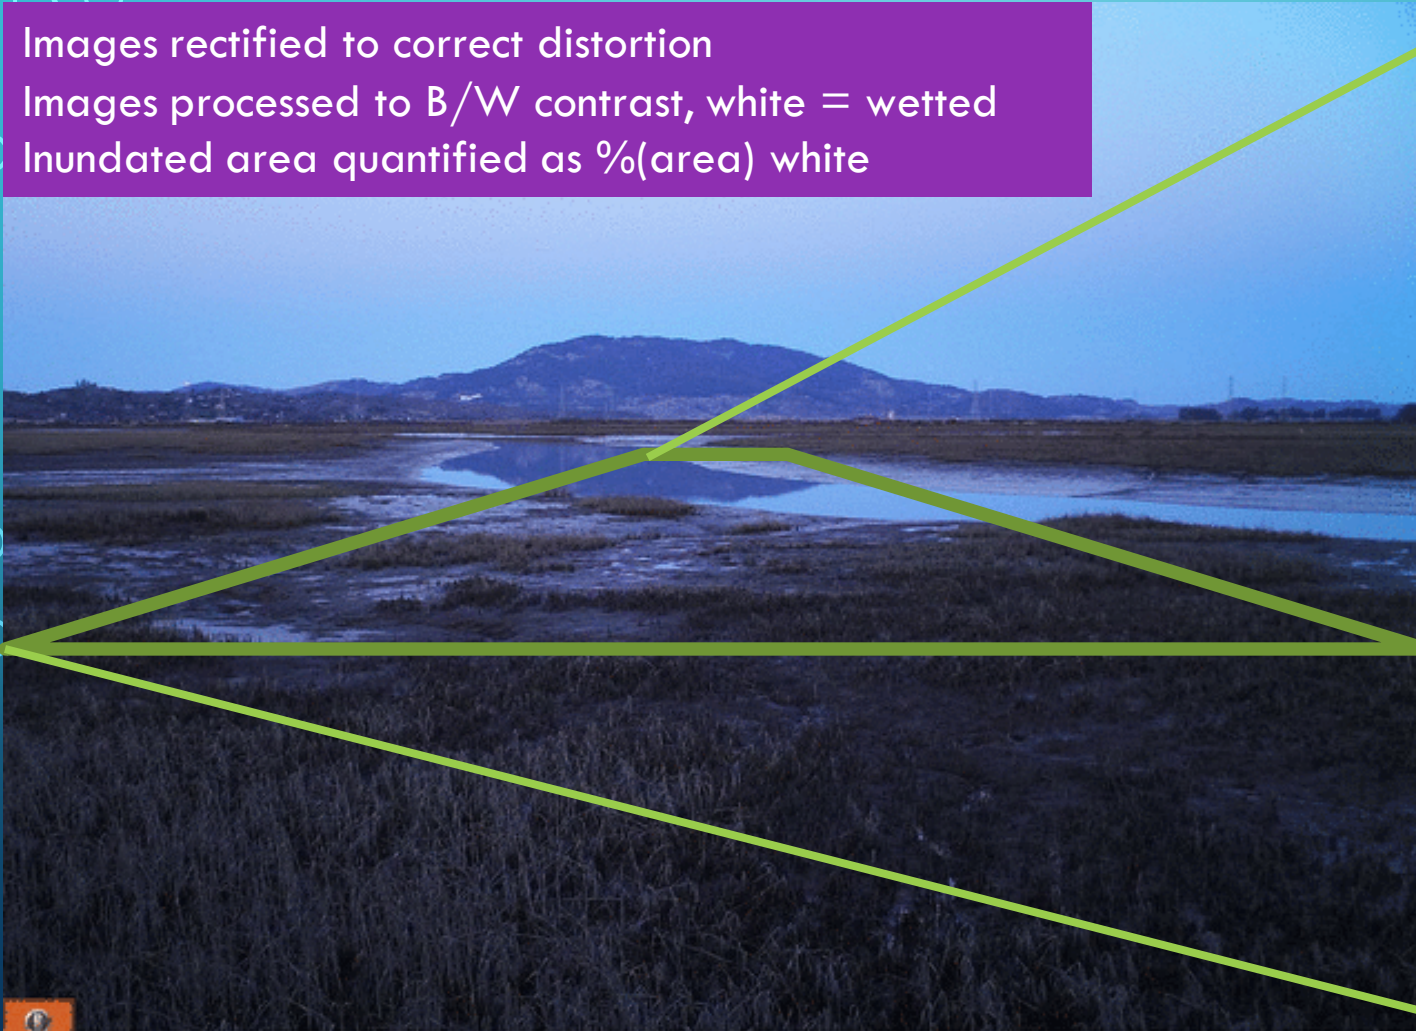 Images rectified to correct distortion
Images processed to B/W contrast, white = wetted
Inundated area quantified as %(area) white